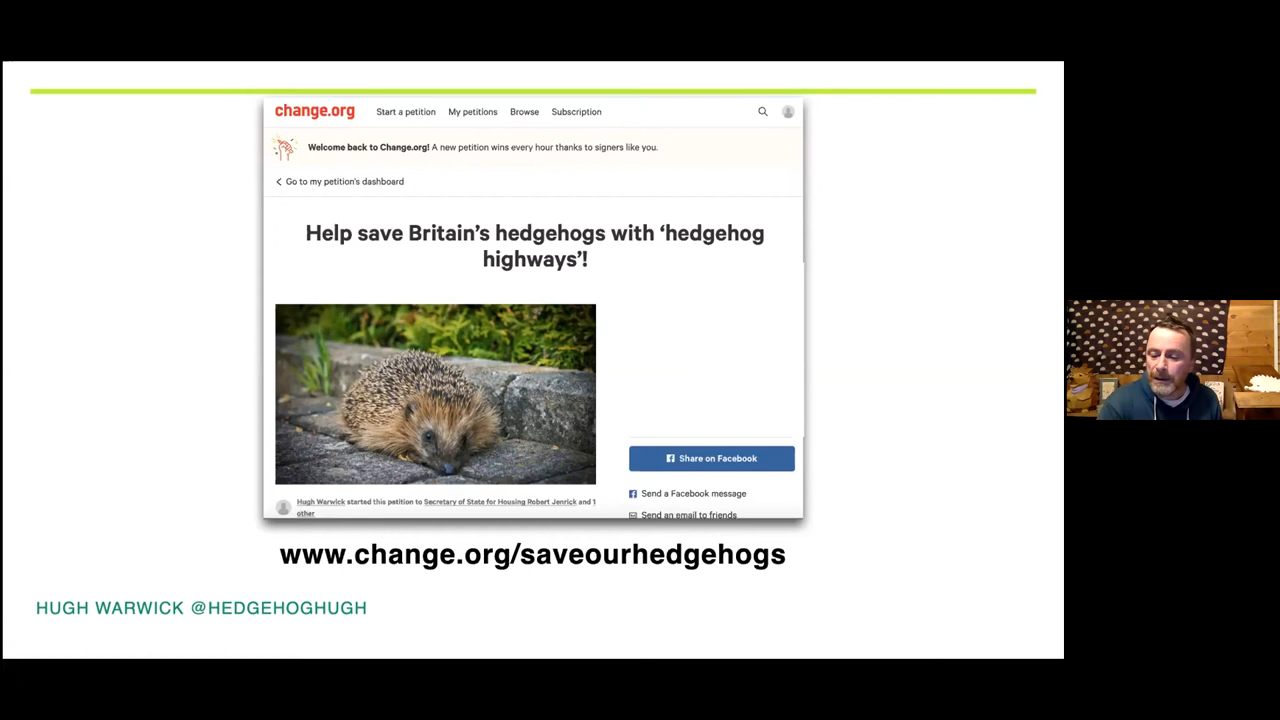 change.org Start a petition My petitions Browse Subscription
Welcome back to Change.org! A new petition wins every hour thanks to signers like you.
Go to my petition's dashboard
Help save Britain's hedgehogs with ‘hedgehog
highways’!
Hugh Warwick started this petition to Secretary of State for Housing Robert Jenrick and 1
other
Share on Facebook
Send a Facebook message
Send an email to friends
www.change.org/saveourhedgehogs
HUGH WARWICK @HEDGEHOGHUGH